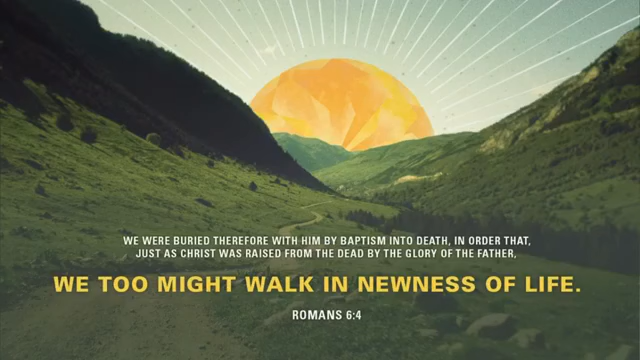 WE WERE BURIED THEREFORE WITH HIM BY BAPTISM INTO DEATH, IN ORDER THAT,
JUST AS CHRIST WAS RAISED FROM THE DEAD BY THE GLORY OF THE FATHER,
WE TOO MIGHT WALK IN NEWNESS OF LIFE.
ROMANS 6:4